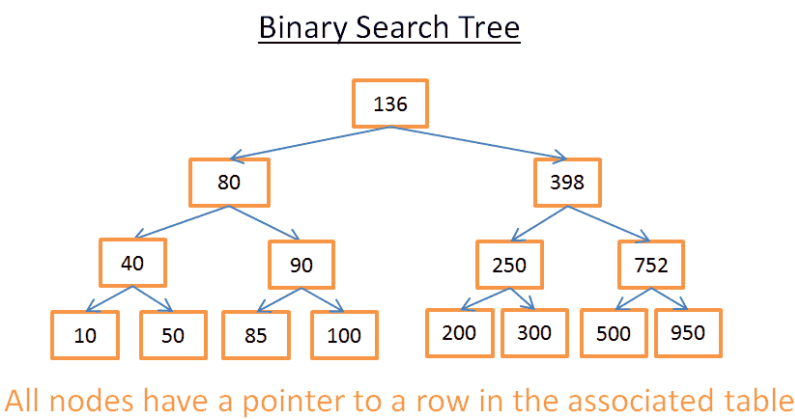 Binary Search Tree
136
80 398
40 90 250 752
10 50 85 100 200 300 500 950
All nodes have a pointer to a row in the associated table